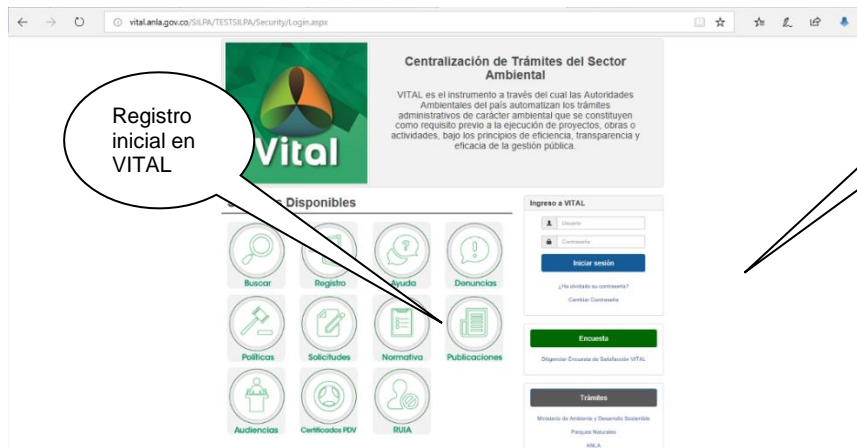 vital.anla.gov.co/SILPA/TESTSILPA/Security/Login.aspx
Vital
Centralización de Trámites del Sector
Ambiental
VITAL es el instrumento a través del cual las Autoridades
Ambientales del país automatizan los trámites
administrativos de carácter ambiental que se constituyen
como requisito previo a la ejecución de proyectos, obras o
actividades, bajo los principios de eficiencia, transparencia y
eficacia de la gestión pública.
Registro
inicial en
VITAL
Disponibles
Buscar
Registro
Ayuda
Denuncias
Políticas
Solicitudes
Normativa
Publicaciones
Audiencias
Certificados PDV
RUIA
Ingreso a VITAL
Usuario
Contraseña
Iniciar sesión
¿Ha olvidado su contraseña?
Cambiar Contraseña
Encuesta
Diligenciar Encuesta de Satisfacción VITAL
Trámites
Ministerio de Ambiente y Desarrollo Sostenible
Parques Naturales
ANLA